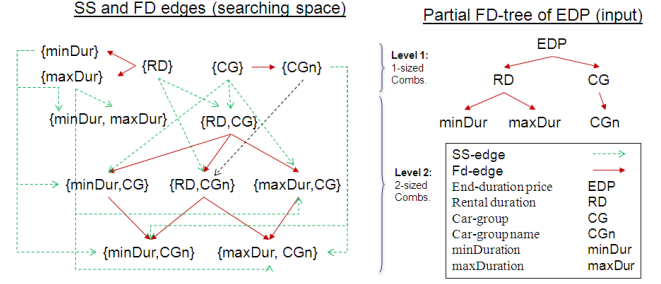 SS and FD edges (searching space)
{minDur}
{maxDur}
{RD}
{CG}
{CGn}
{minDur, maxDur}
{RD,CG}
{minDur,CG}
{RD,CGn}
{maxDur,CG}
{minDur,CGn}
{maxDur, CGn}
Level 1:
1-sized
Combs.
Level 2:
2-sized
Combs.
Partial FD-tree of EDP (input)
EDP
RD
CG
minDur
maxDur
CGn
SS-edge
Fd-edge
End-duration price EDP
Rental duration RD
Car-group CG
Car-group name CGn
minDuration minDur
maxDuration maxDur